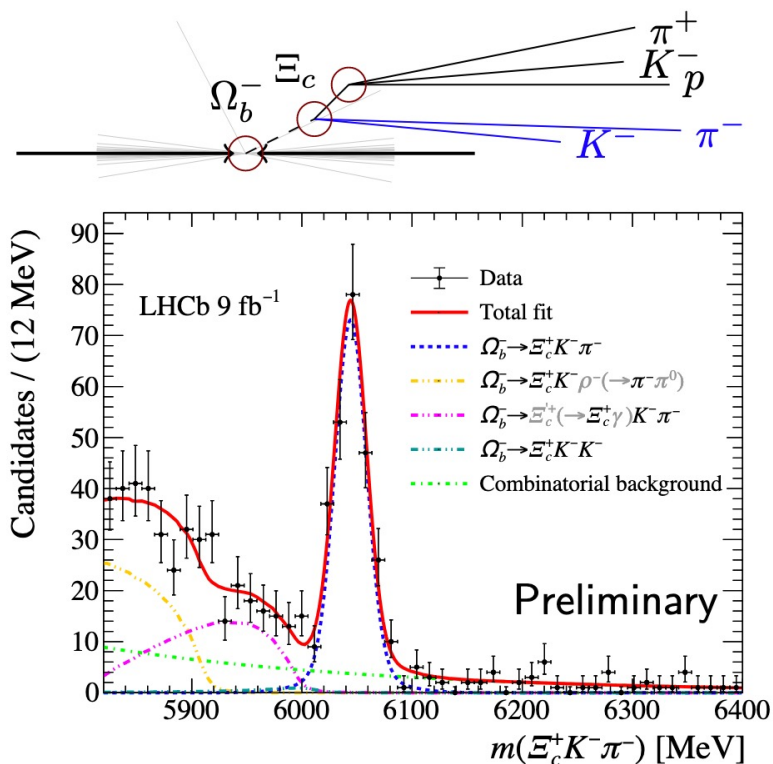 π⁺
K⁻
p
Ξc
Ωb⁻
K⁻ π⁻
Candidates / (12 MeV)
90
80
70
60
50
40
30
20
10
0
LHCb 9 fb⁻¹
Data
Total fit
Ωb⁻→Ξc⁺K⁻π⁻
Ωb⁻→Ξc⁺K⁻ρ⁻(→π⁻π⁰)
Ωb⁻→Ξc'⁺(→Ξc⁺γ)K⁻π⁻
Ωb⁻→Ξc⁺K⁻K⁻
Combinatorial background
Preliminary
5900 6000 6100 6200 6300 6400
m(Ξc⁺K⁻π⁻) [MeV]